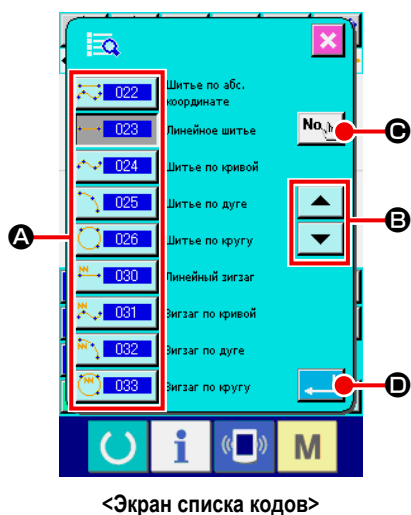 022 Шитье по абс.
координате
023 Линейное шитье
No.
C
024 Шитье по кривой
025 Шитье по дуге
B
A
026 Шитье по кругу
030 Линейный зигзаг
031 Зигзаг по кривой
032 Зигзаг по дуге
033 Зигзаг по кругу
D
i
M
<Экран списка кодов>